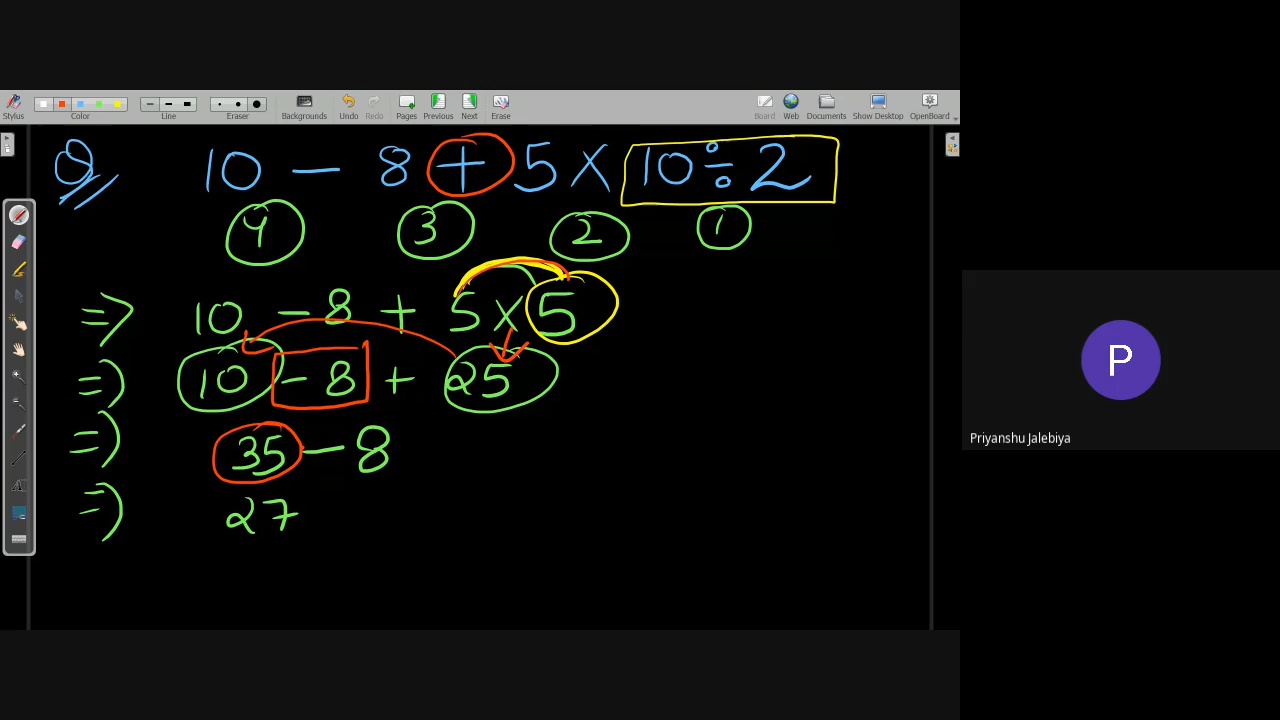 Stylus Color Line Eraser Backgrounds Undo Redo Pages Previous Next Erase Board Web Documents Show Desktop OpenBoard
Q 10 - 8 + 5 × 10 ÷ 2
4 3 2 1
=> 10 - 8 + 5 × 5
=> 10 - 8 + 25
=> 35 - 8
=> 27
P
Priyanshu Jalebiya